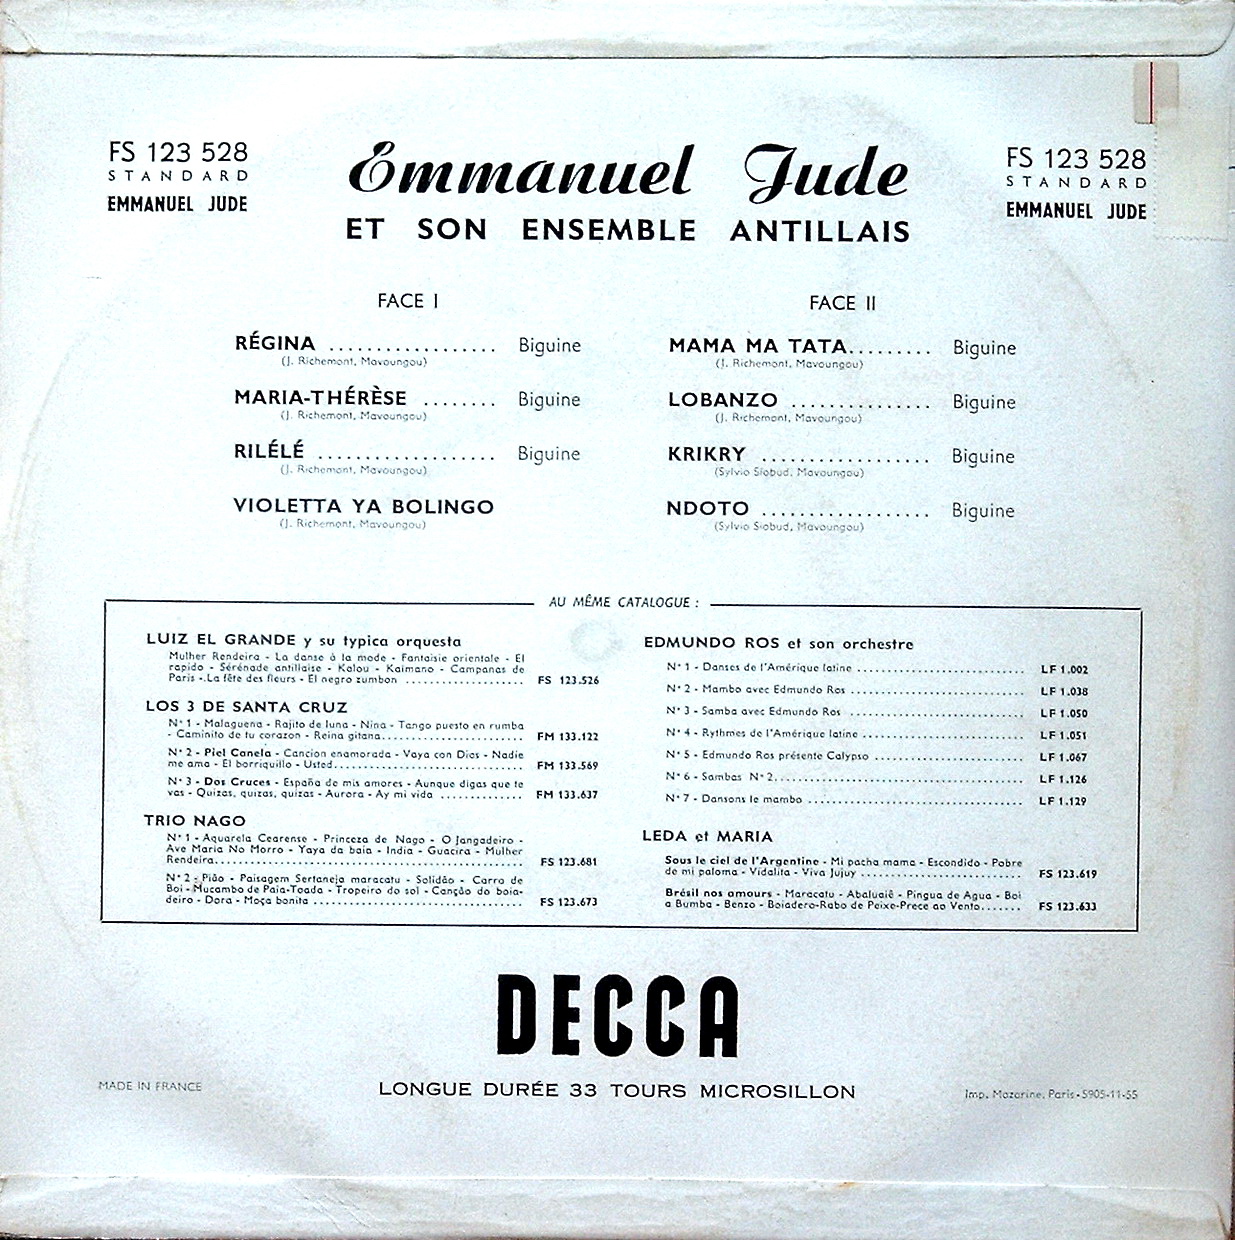 FS 123 528
STANDARD
EMMANUEL JUDE
Emmanuel Jude
ET SON ENSEMBLE ANTILLAIS
FS 123 528
STANDARD
EMMANUEL JUDE
FACE I
RÉGINA .................. Biguine
(J. Richemont, Mavoungou)
MARIA-THÉRÈSE ........ Biguine
(J. Richemont, Mavoungou)
RILÉLÉ ................... Biguine
(J. Richemont, Mavoungou)
VIOLETTA YA BOLINGO
(J. Richemont, Mavoungou)
FACE II
MAMA MA TATA......... Biguine
(J. Richemont, Mavoungou)
LOBANZO ............... Biguine
(J. Richemont, Mavoungou)
KRIKRY .................. Biguine
(Sylvio Siobud, Mavoungou)
NDOTO .................. Biguine
(Sylvio Siobud, Mavoungou)
AU MÊME CATALOGUE :
LUIZ EL GRANDE y su typica orquesta
Mulher Rendeira - La danse à la mode - Fantaisie orientale - El
rapido - Sérénade antillaise - Kalou - Kaimano - Campanas de
Paris - La fête des fleurs - El negro zumbon .................. FS 123.526
LOS 3 DE SANTA CRUZ
N° 1 - Malaguena - Rajito de luna - Nina - Tango puesto en rumba
- Caminito de tu corazon - Reina gitana...................... FM 133.122
N° 2 - Piel Canela - Cancion enamorada - Vaya con Dios - Nadie
me ama - El borriquillo - Usted............................. FM 133.569
N° 3 - Dos Cruces - España de mis amores - Aunque digas que te
vas - Quizas, quizas, quizas - Aurora - Ay mi vida ............. FM 133.637
TRIO NAGO
N° 1 - Aquarela Cearense - Princeza de Nago - O Jangadeiro -
Ave Maria No Morro - Yaya da baia - India - Guacira - Mulher
Rendeira.................................................. FS 123.681
N° 2 - Pião - Paisagem Sertaneja maracatu - Solidão - Carro de
Boi - Mucambo de Paia-Toada - Tropeiro do sol - Canção do boia-
deiro - Dora - Moça bonita ................................ FS 123.673
EDMUNDO ROS et son orchestre
N° 1 - Danses de l'Amérique latine ........................... LF 1.002
N° 2 - Mambo avec Edmundo Ros ............................ LF 1.038
N° 3 - Samba avec Edmundo Ros ............................ LF 1.050
N° 4 - Rythmes de l'Amérique latine .......................... LF 1.051
N° 5 - Edmundo Ros présente Calypso ........................ LF 1.067
N° 6 - Sambas N° 2........................................ LF 1.126
N° 7 - Dansons le mambo .................................. LF 1.129
LEDA et MARIA
Sous le ciel de l'Argentine - Mi pacha mama - Escondido - Pobre
de mi paloma - Vidalita - Viva Jujuy .......................... FS 123.619
Brésil nos amours - Maracatu - Abaluaiê - Pingua de Agua - Boi
a Bumba - Benzo - Boiadero-Rabo de Peixe-Prece ao Vento....... FS 123.633
DECCA
LONGUE DURÉE 33 TOURS MICROSILLON
MADE IN FRANCE
Imp. Mazarine, Paris - 5905-11-55